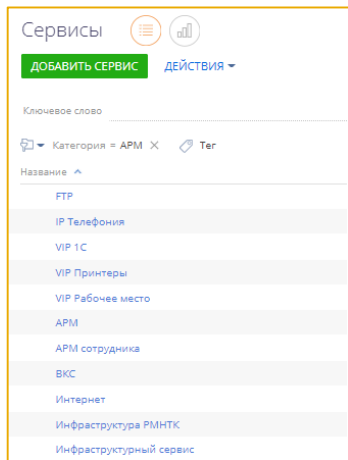 Сервисы
ДОБАВИТЬ СЕРВИС ДЕЙСТВИЯ
Ключевое слово
Категория = АРМ × Тег
Название
FTP
IP Телефония
VIP 1C
VIP Принтеры
VIP Рабочее место
АРМ
АРМ сотрудника
ВКС
Интернет
Инфраструктура РМНТК
Инфраструктурный сервис